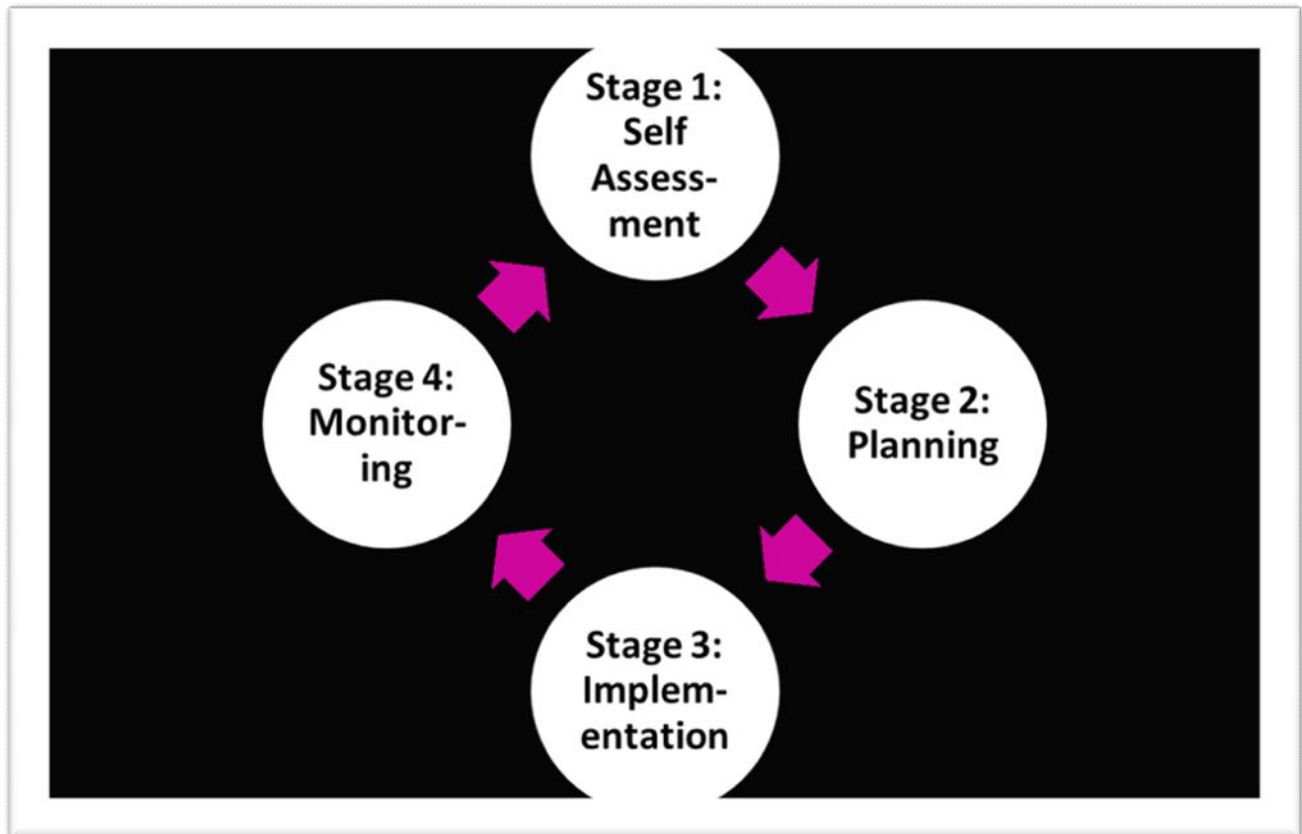 Stage 1:
Self
Assess-
ment
Stage 2:
Planning
Stage 3:
Implem-
entation
Stage 4:
Monitor-
ing